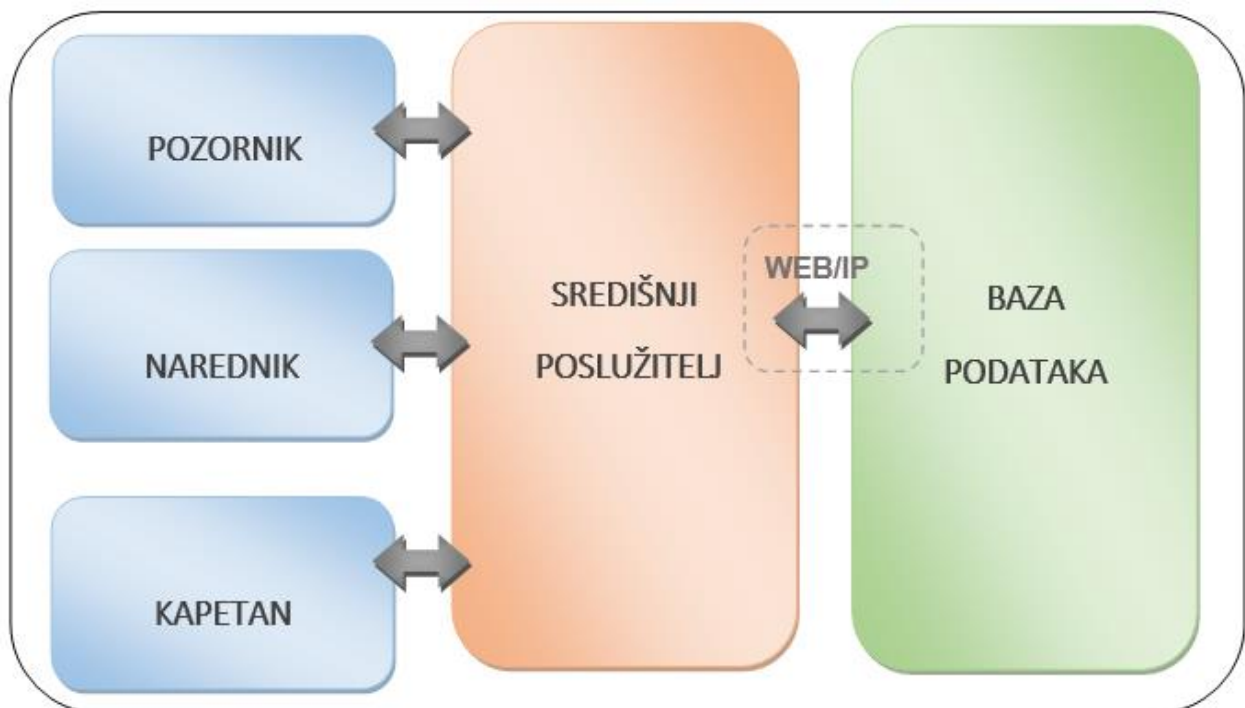 POZORNIK
NAREDNIK
KAPETAN
SREDIŠNJI
POSLUŽITELJ
WEB/IP
BAZA
PODATAKA